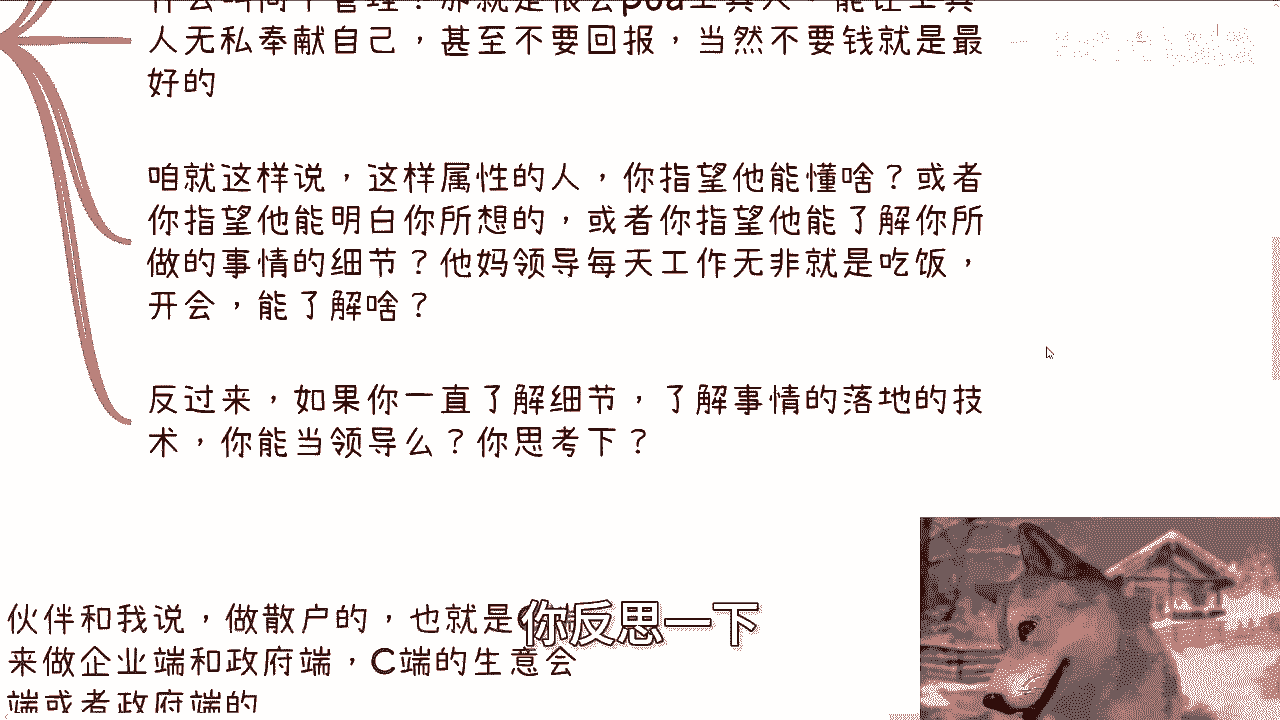 什么叫向下管理？那就是很会pua工具人，能让工具
人无私奉献自己，甚至不要回报，当然不要钱就是最
好的
咱就这样说，这样属性的人，你指望他能懂啥？或者
你指望他能明白你所想的，或者你指望他能了解你所
做的事情的细节？他妈领导每天工作无非就是吃饭，
开会，能了解啥？
反过来，如果你一直了解细节，了解事情的落地的技
术，你能当领导么？你思考下？
伙伴和我说，做散户的，也就是
你反思一下
来做企业端和政府端，C端的生意会
端或者政府端的